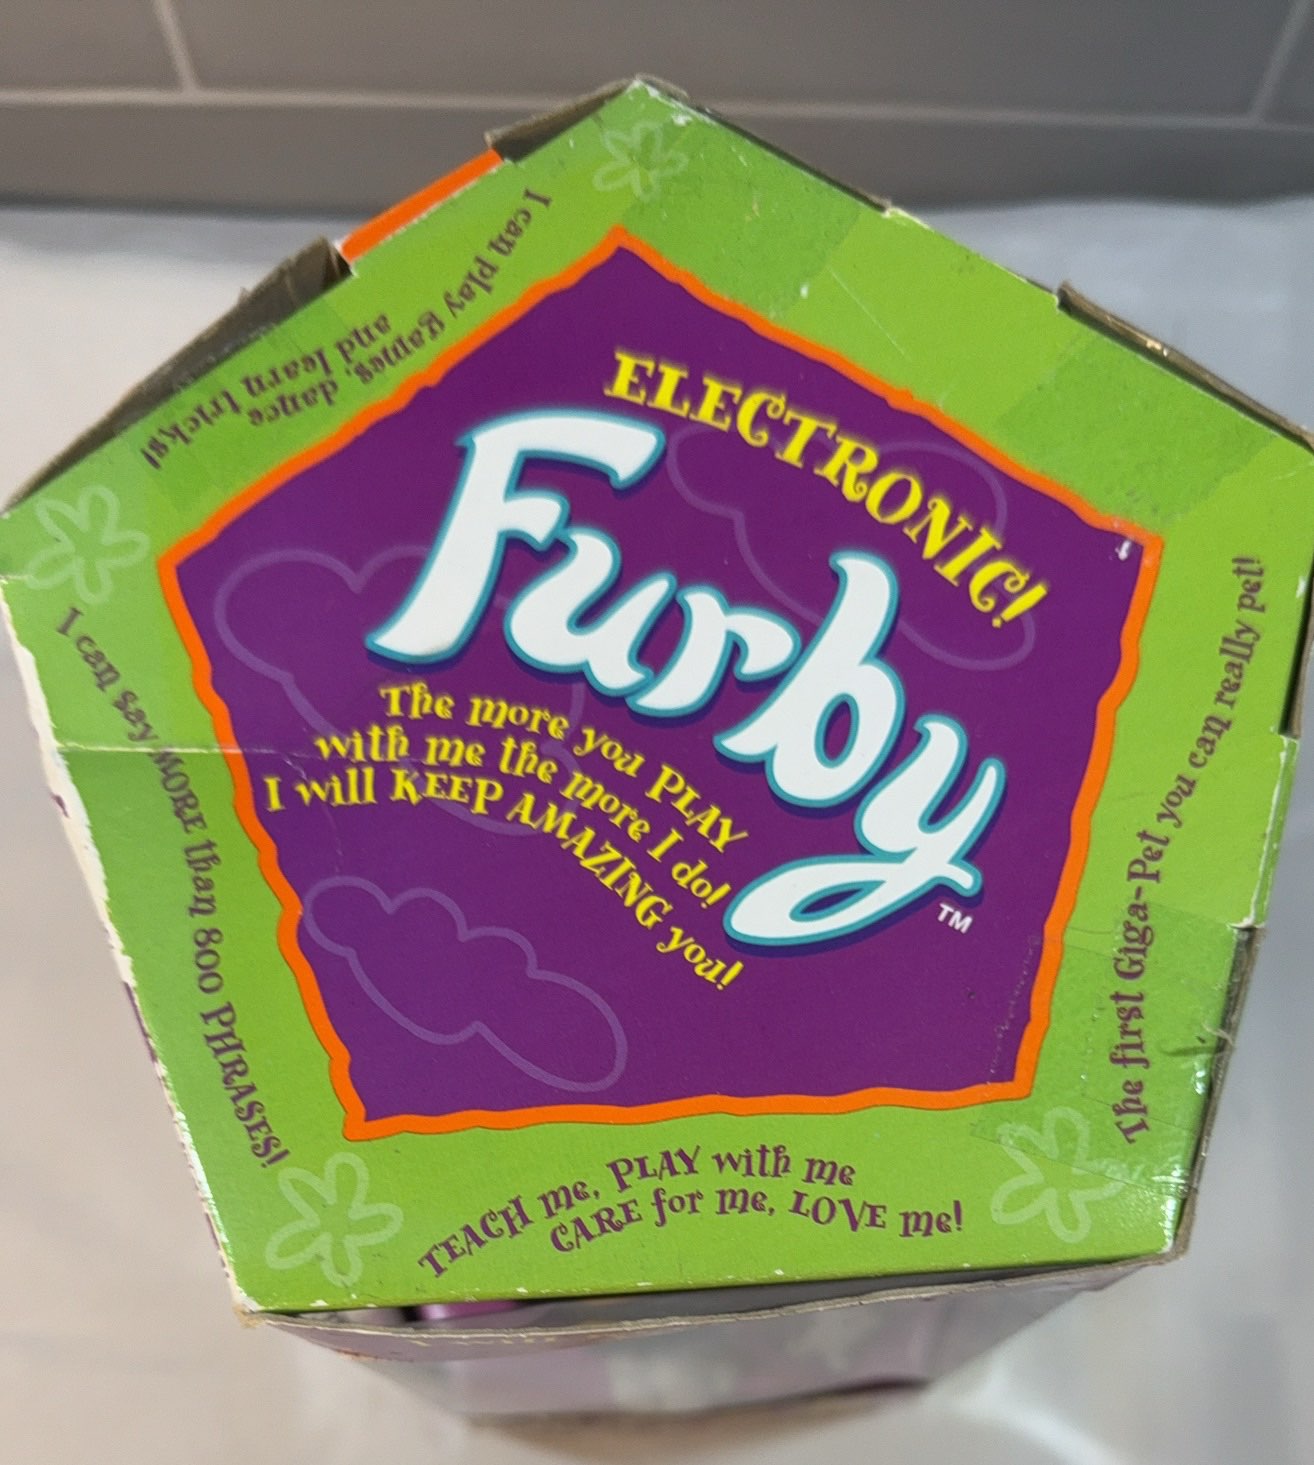 ELECTRONIC!
Furby
TM
The more you PLAY
with me the more I do!
I will KEEP AMAZING you!
I can play games, dance
and learn tricks!
I can say MORE than 800 PHRASES!
TEACH me, PLAY with me
CARE for me, LOVE me!
The first Giga-Pet you can really pet!